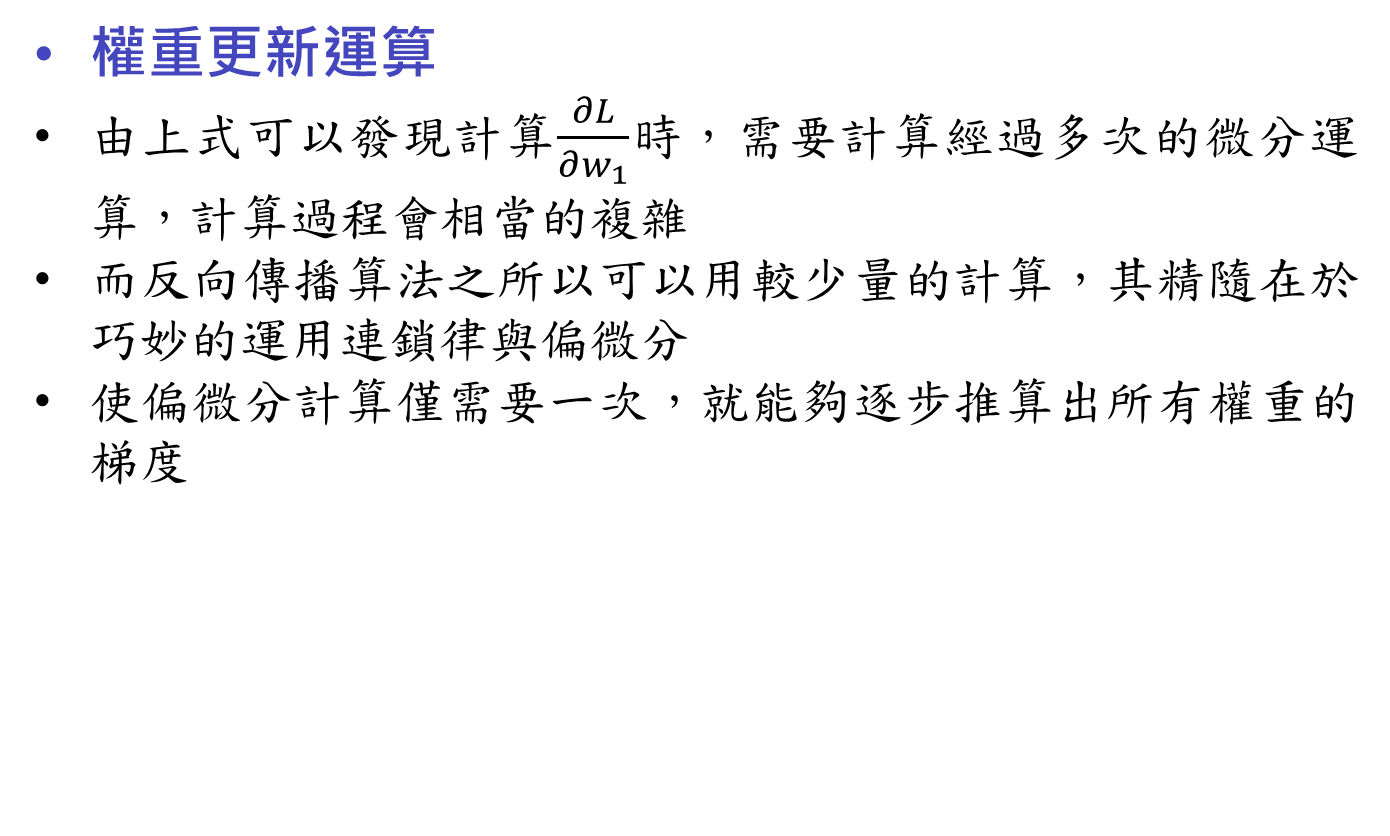 • 權重更新運算
• 由上式可以發現計算∂L/∂w₁時，需要計算經過多次的微分運
算，計算過程會相當的複雜
• 而反向傳播算法之所以可以用較少量的計算，其精隨在於
巧妙的運用連鎖律與偏微分
• 使偏微分計算僅需要一次，就能夠逐步推算出所有權重的
梯度